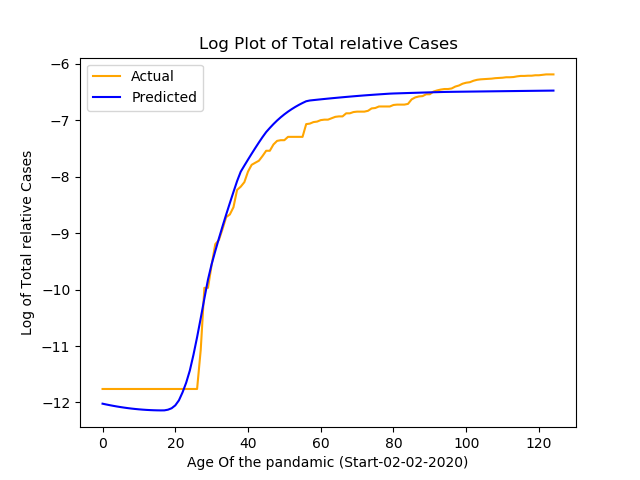 Log Plot of Total relative Cases
Actual
Predicted
Log of Total relative Cases
−6
−7
−8
−9
−10
−11
−12
0 20 40 60 80 100 120
Age Of the pandamic (Start-02-02-2020)